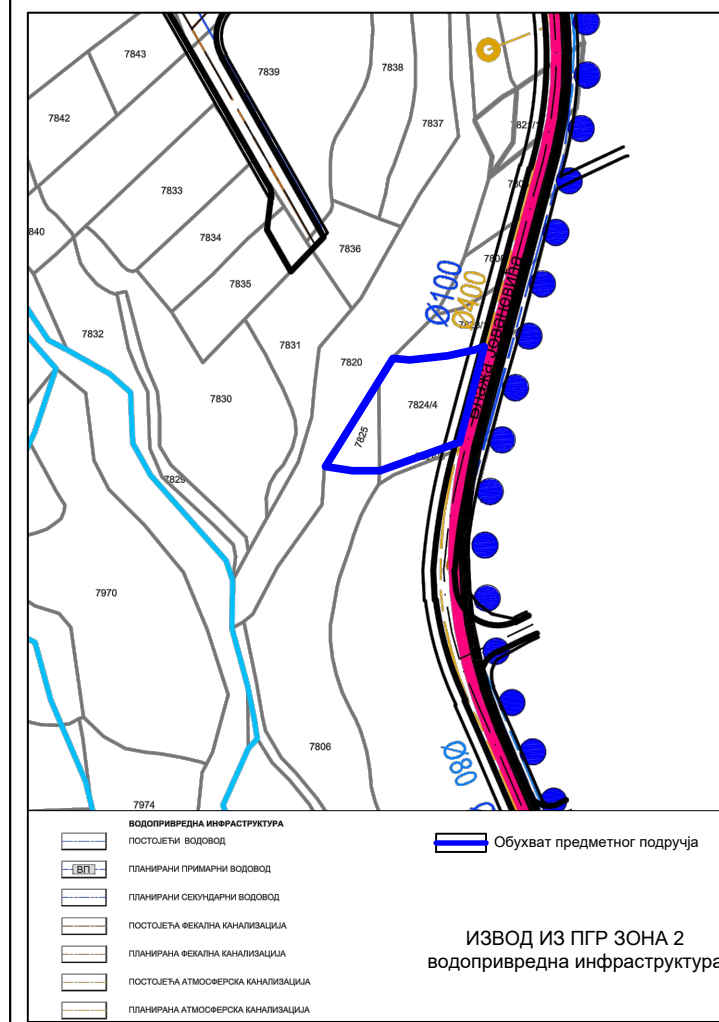 7843
7839
7838
7842
7837
7833
7840
7834
7836
7835
Ø100
Ø400
7832
7831
7820
7830
7824/4
7825
7829
7970
7806
Ø80
7974
ВОДОПРИВРЕДНА ИНФРАСТРУКТУРА
ПОСТОЈЕЋИ ВОДОВОД
ВП ПЛАНИРАНИ ПРИМАРНИ ВОДОВОД
ПЛАНИРАНИ СЕКУНДАРНИ ВОДОВОД
ПОСТОЈЕЋА ФЕКАЛНА КАНАЛИЗАЦИЈА
ПЛАНИРАНА ФЕКАЛНА КАНАЛИЗАЦИЈА
ПОСТОЈЕЋА АТМОСФЕРСКА КАНАЛИЗАЦИЈА
ПЛАНИРАНА АТМОСФЕРСКА КАНАЛИЗАЦИЈА
Обухват предметног подручја
ИЗВОД ИЗ ПГР ЗОНА 2
водопривредна инфраструктура